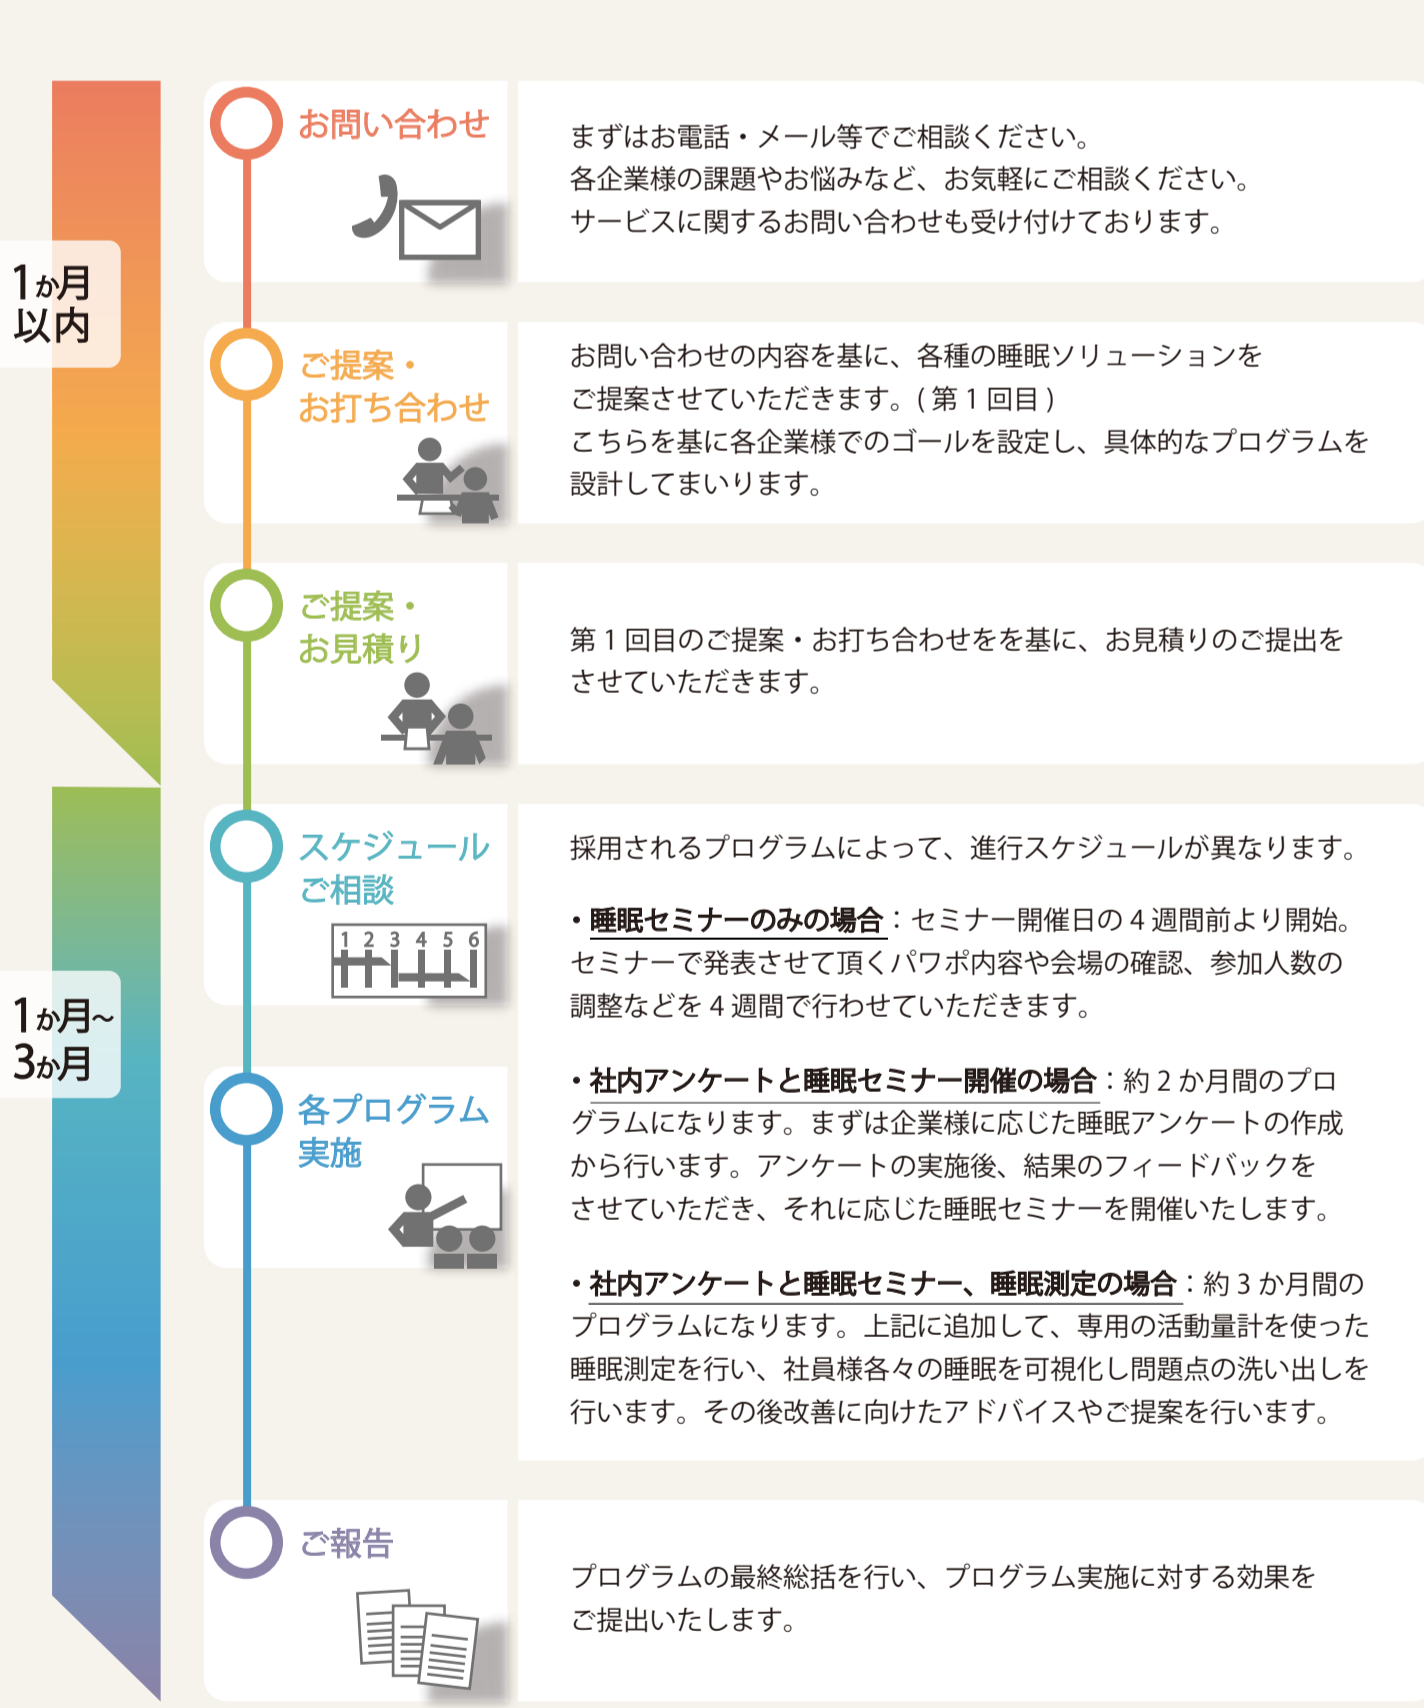 1か月
以内
お問い合わせ
まずはお電話・メール等でご相談ください。
各企業様の課題やお悩みなど、お気軽にご相談ください。
サービスに関するお問い合わせも受け付けております。
ご提案・
お打ち合わせ
お問い合わせの内容を基に、各種の睡眠ソリューションを
ご提案させていただきます。( 第 1 回目 )
こちらを基に各企業様でのゴールを設定し、具体的なプログラムを
設計してまいります。
ご提案・
お見積り
第 1 回目のご提案・お打ち合わせをを基に、お見積りのご提出を
させていただきます。
1か月～
3か月
スケジュール
ご相談
1 2 3 4 5 6
採用されるプログラムによって、進行スケジュールが異なります。
・睡眠セミナーのみの場合：セミナー開催日の 4 週間前より開始。
セミナーで発表させて頂くパワポ内容や会場の確認、参加人数の
調整などを 4 週間で行わせていただきます。
各プログラム
実施
・社内アンケートと睡眠セミナー開催の場合：約 2 か月間のプロ
グラムになります。まずは企業様に応じた睡眠アンケートの作成
から行います。アンケートの実施後、結果のフィードバックを
させていただき、それに応じた睡眠セミナーを開催いたします。
・社内アンケートと睡眠セミナー、睡眠測定の場合：約 3 か月間の
プログラムになります。上記に追加して、専用の活動量計を使った
睡眠測定を行い、社員様各々の睡眠を可視化し問題点の洗い出しを
行います。その後改善に向けたアドバイスやご提案を行います。
ご報告
プログラムの最終総括を行い、プログラム実施に対する効果を
ご提出いたします。